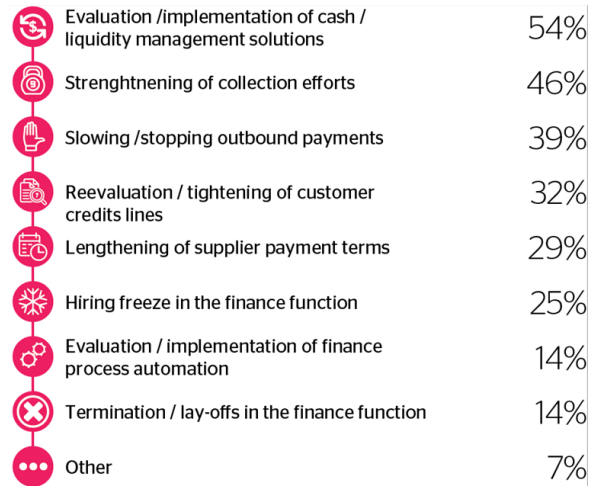 Evaluation /implementation of cash /
liquidity management solutions
54%
Strenghtnening of collection efforts
46%
Slowing /stopping outbound payments
39%
Reevaluation / tightening of customer
credits lines
32%
Lengthening of supplier payment terms
29%
Hiring freeze in the finance function
25%
Evaluation / implementation of finance
process automation
14%
Termination / lay-offs in the finance function
14%
Other
7%